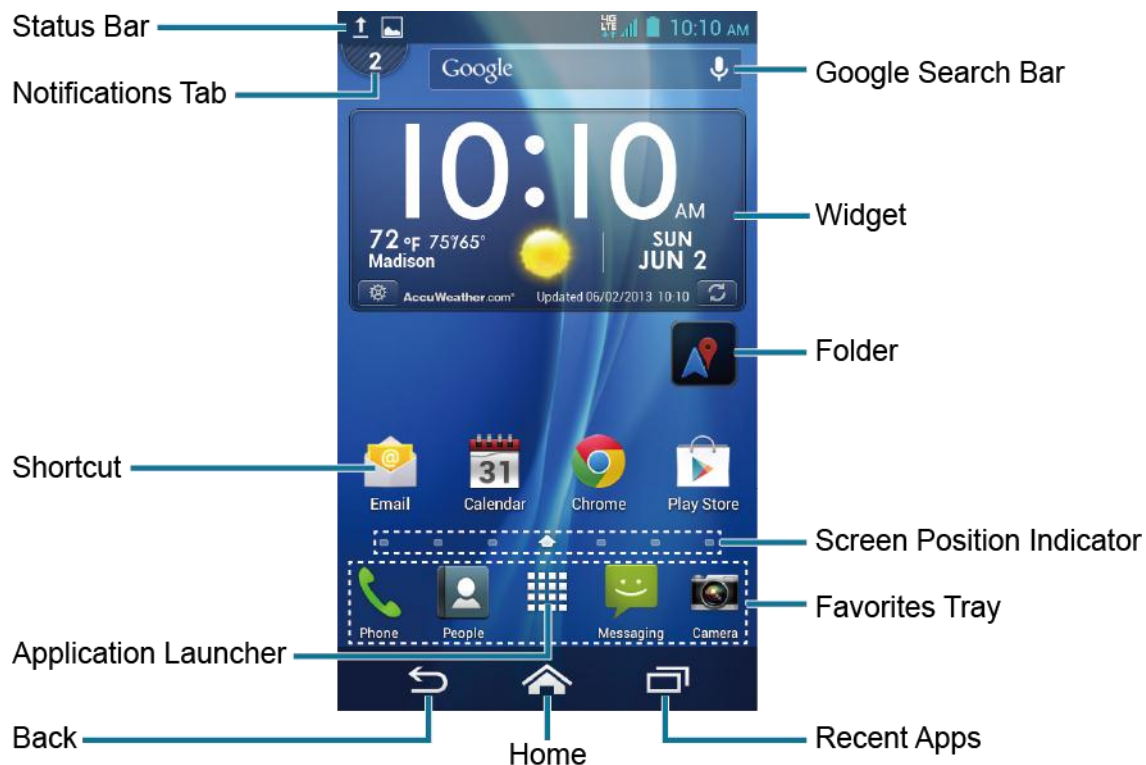 Status Bar
4G
LTE
10:10 AM
Notifications Tab
2
Google
Google Search Bar
10:10
AM
Widget
72 °F 75°/65°
Madison
SUN
JUN 2
AccuWeather.com®
Updated 06/02/2013 10:10
Folder
Shortcut
@
31
Email
Calendar
Chrome
Play Store
Screen Position Indicator
Favorites Tray
Phone
People
Messaging
Camera
Application Launcher
Back
Home
Recent Apps